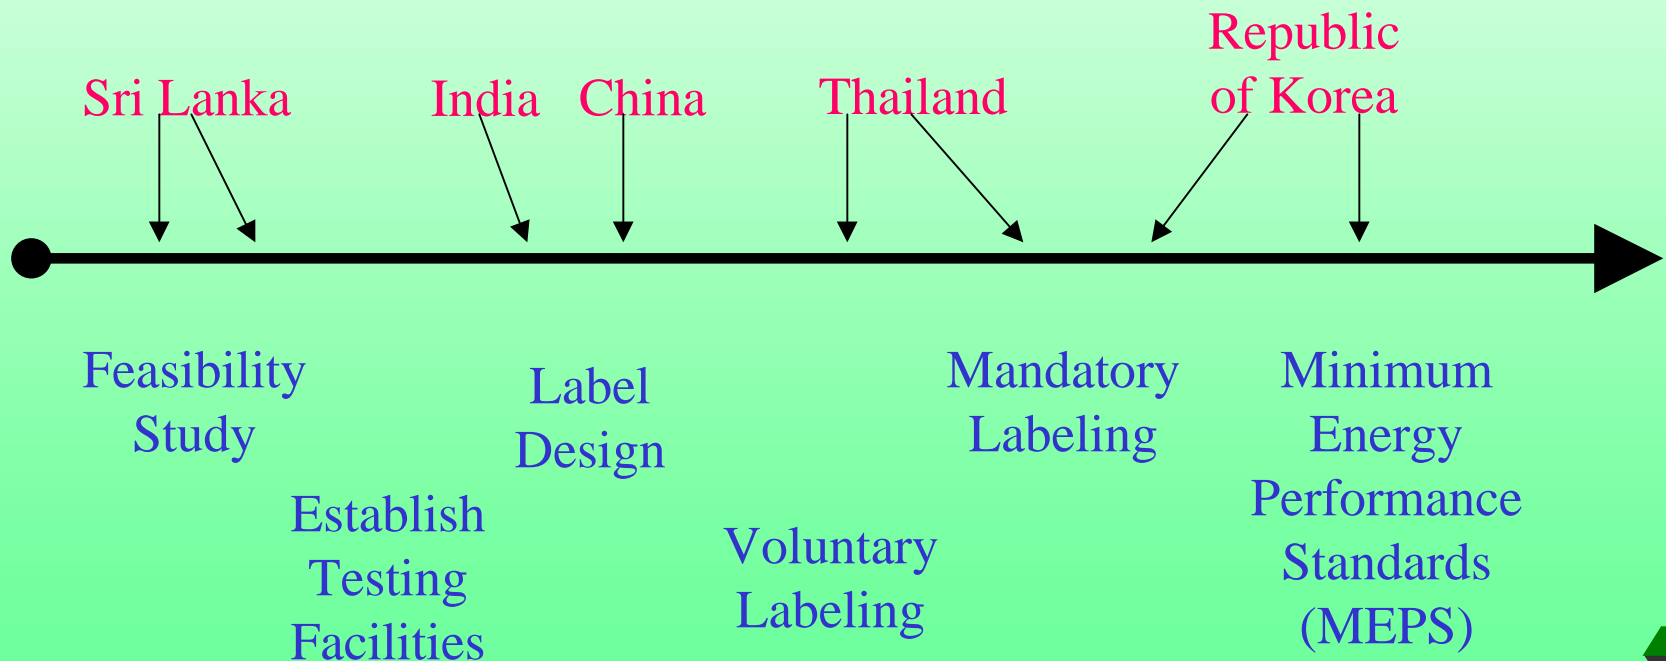 Republic
of Korea
Sri Lanka
India
China
Thailand
Feasibility
Study
Establish
Testing
Facilities
Label
Design
Voluntary
Labeling
Mandatory
Labeling
Minimum
Energy
Performance
Standards
(MEPS)